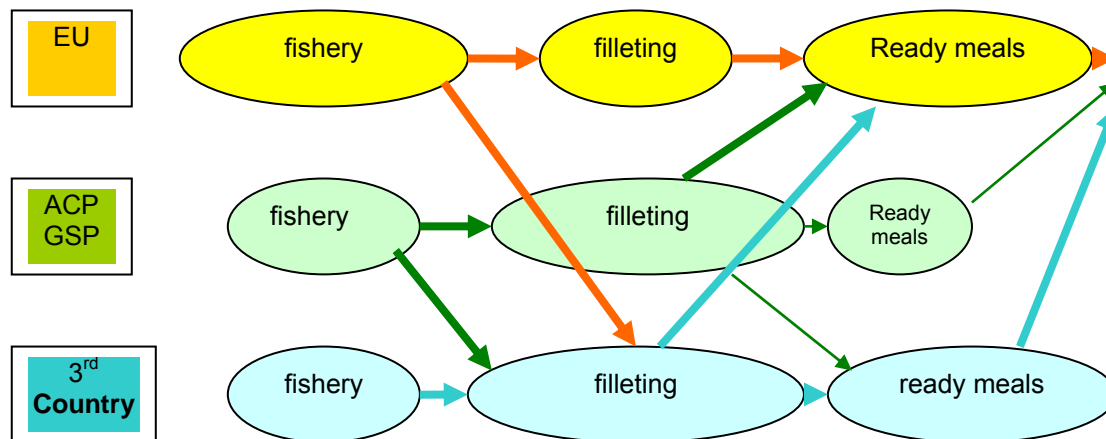 EU
fishery
filleting
Ready meals
ACP
GSP
fishery
filleting
Ready
meals
3rd
Country
fishery
filleting
ready meals